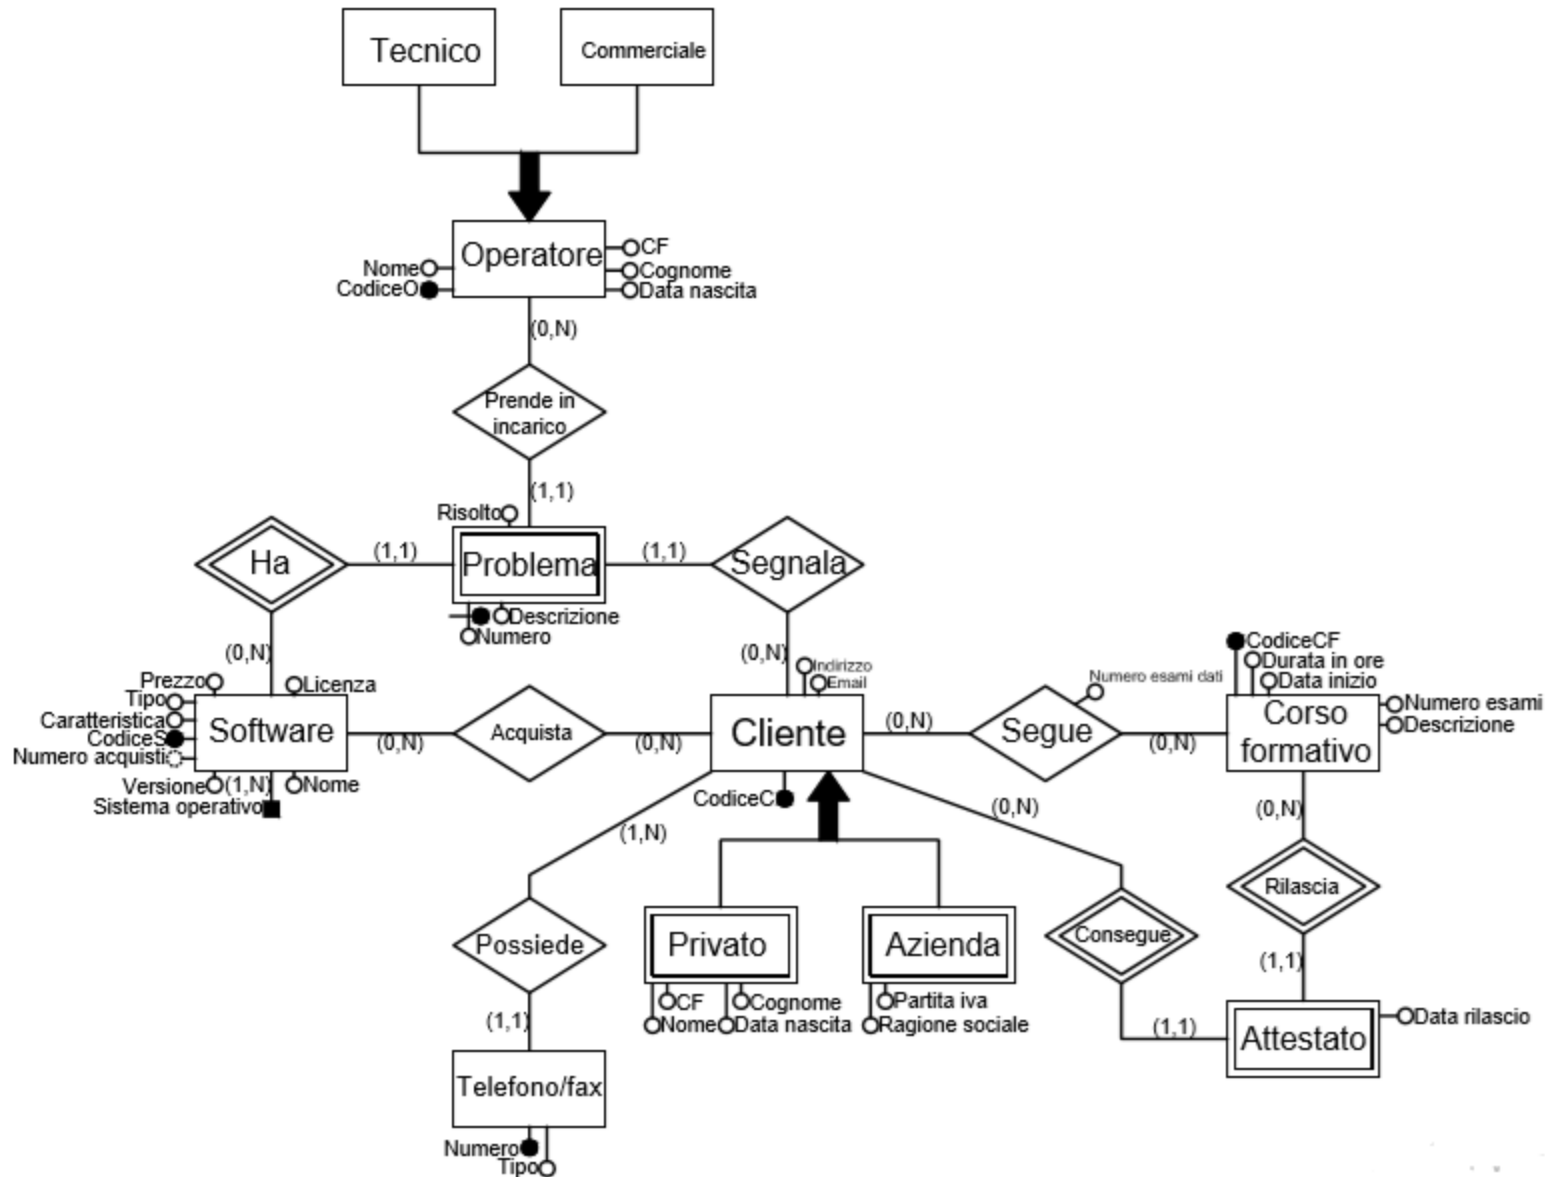 Tecnico
Commerciale
Operatore
CF
Nome
Cognome
CodiceO
Data nascita
(0,N)
Prende in
incarico
(1,1)
Risolto
Ha
(1,1)
Problema
(1,1)
Segnala
Descrizione
Numero
(0,N)
(0,N)
Prezzo
Licenza
Tipo
Caratteristica
CodiceS
Numero acquisti
Software
Versione
(1,N)
Nome
Sistema operativo
(0,N)
Acquista
(0,N)
Indirizzo
Email
Cliente
CodiceC
(0,N)
Numero esami dati
Segue
(0,N)
CodiceCF
Durata in ore
Data inizio
Corso
formativo
Numero esami
Descrizione
(1,N)
(0,N)
(0,N)
Possiede
Privato
Azienda
Consegue
Rilascia
CF
Cognome
Nome
Data nascita
Partita iva
Ragione sociale
(1,1)
(1,1)
(1,1)
Attestato
Data rilascio
Telefono/fax
Numero
Tipo